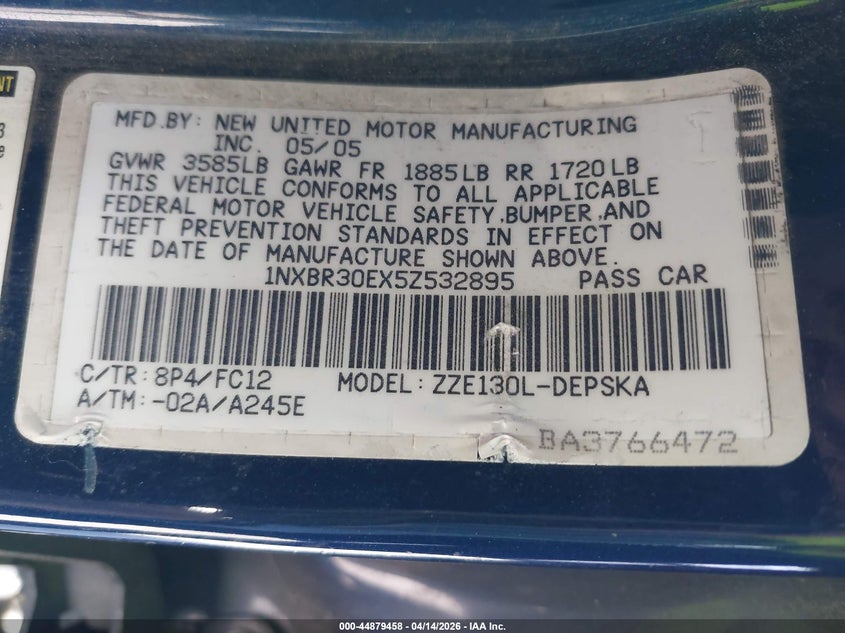 NT
3
e
MFD.BY: NEW UNITED MOTOR MANUFACTURING
INC. 05/05
GVWR 3585LB GAWR FR 1885LB RR 1720LB
THIS VEHICLE CONFORMS TO ALL APPLICABLE
FEDERAL MOTOR VEHICLE SAFETY,BUMPER,AND
THEFT PREVENTION STANDARDS IN EFFECT ON
THE DATE OF MANUFACTURE SHOWN ABOVE.
1NXBR30EX5Z532895 PASS CAR
C/TR: 8P4/FC12 MODEL: ZZE130L-DEPSKA
A/TM: -02A/A245E
BA3766472
000-44879458 - 04/14/2026 - IAA Inc.